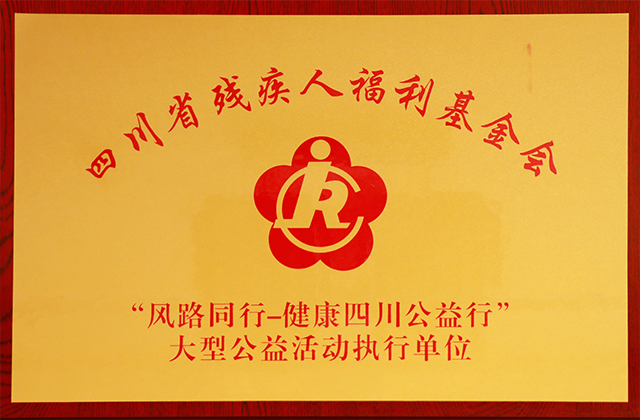 四川省残疾人福利基金会
“风路同行–健康四川公益行”
大型公益活动执行单位